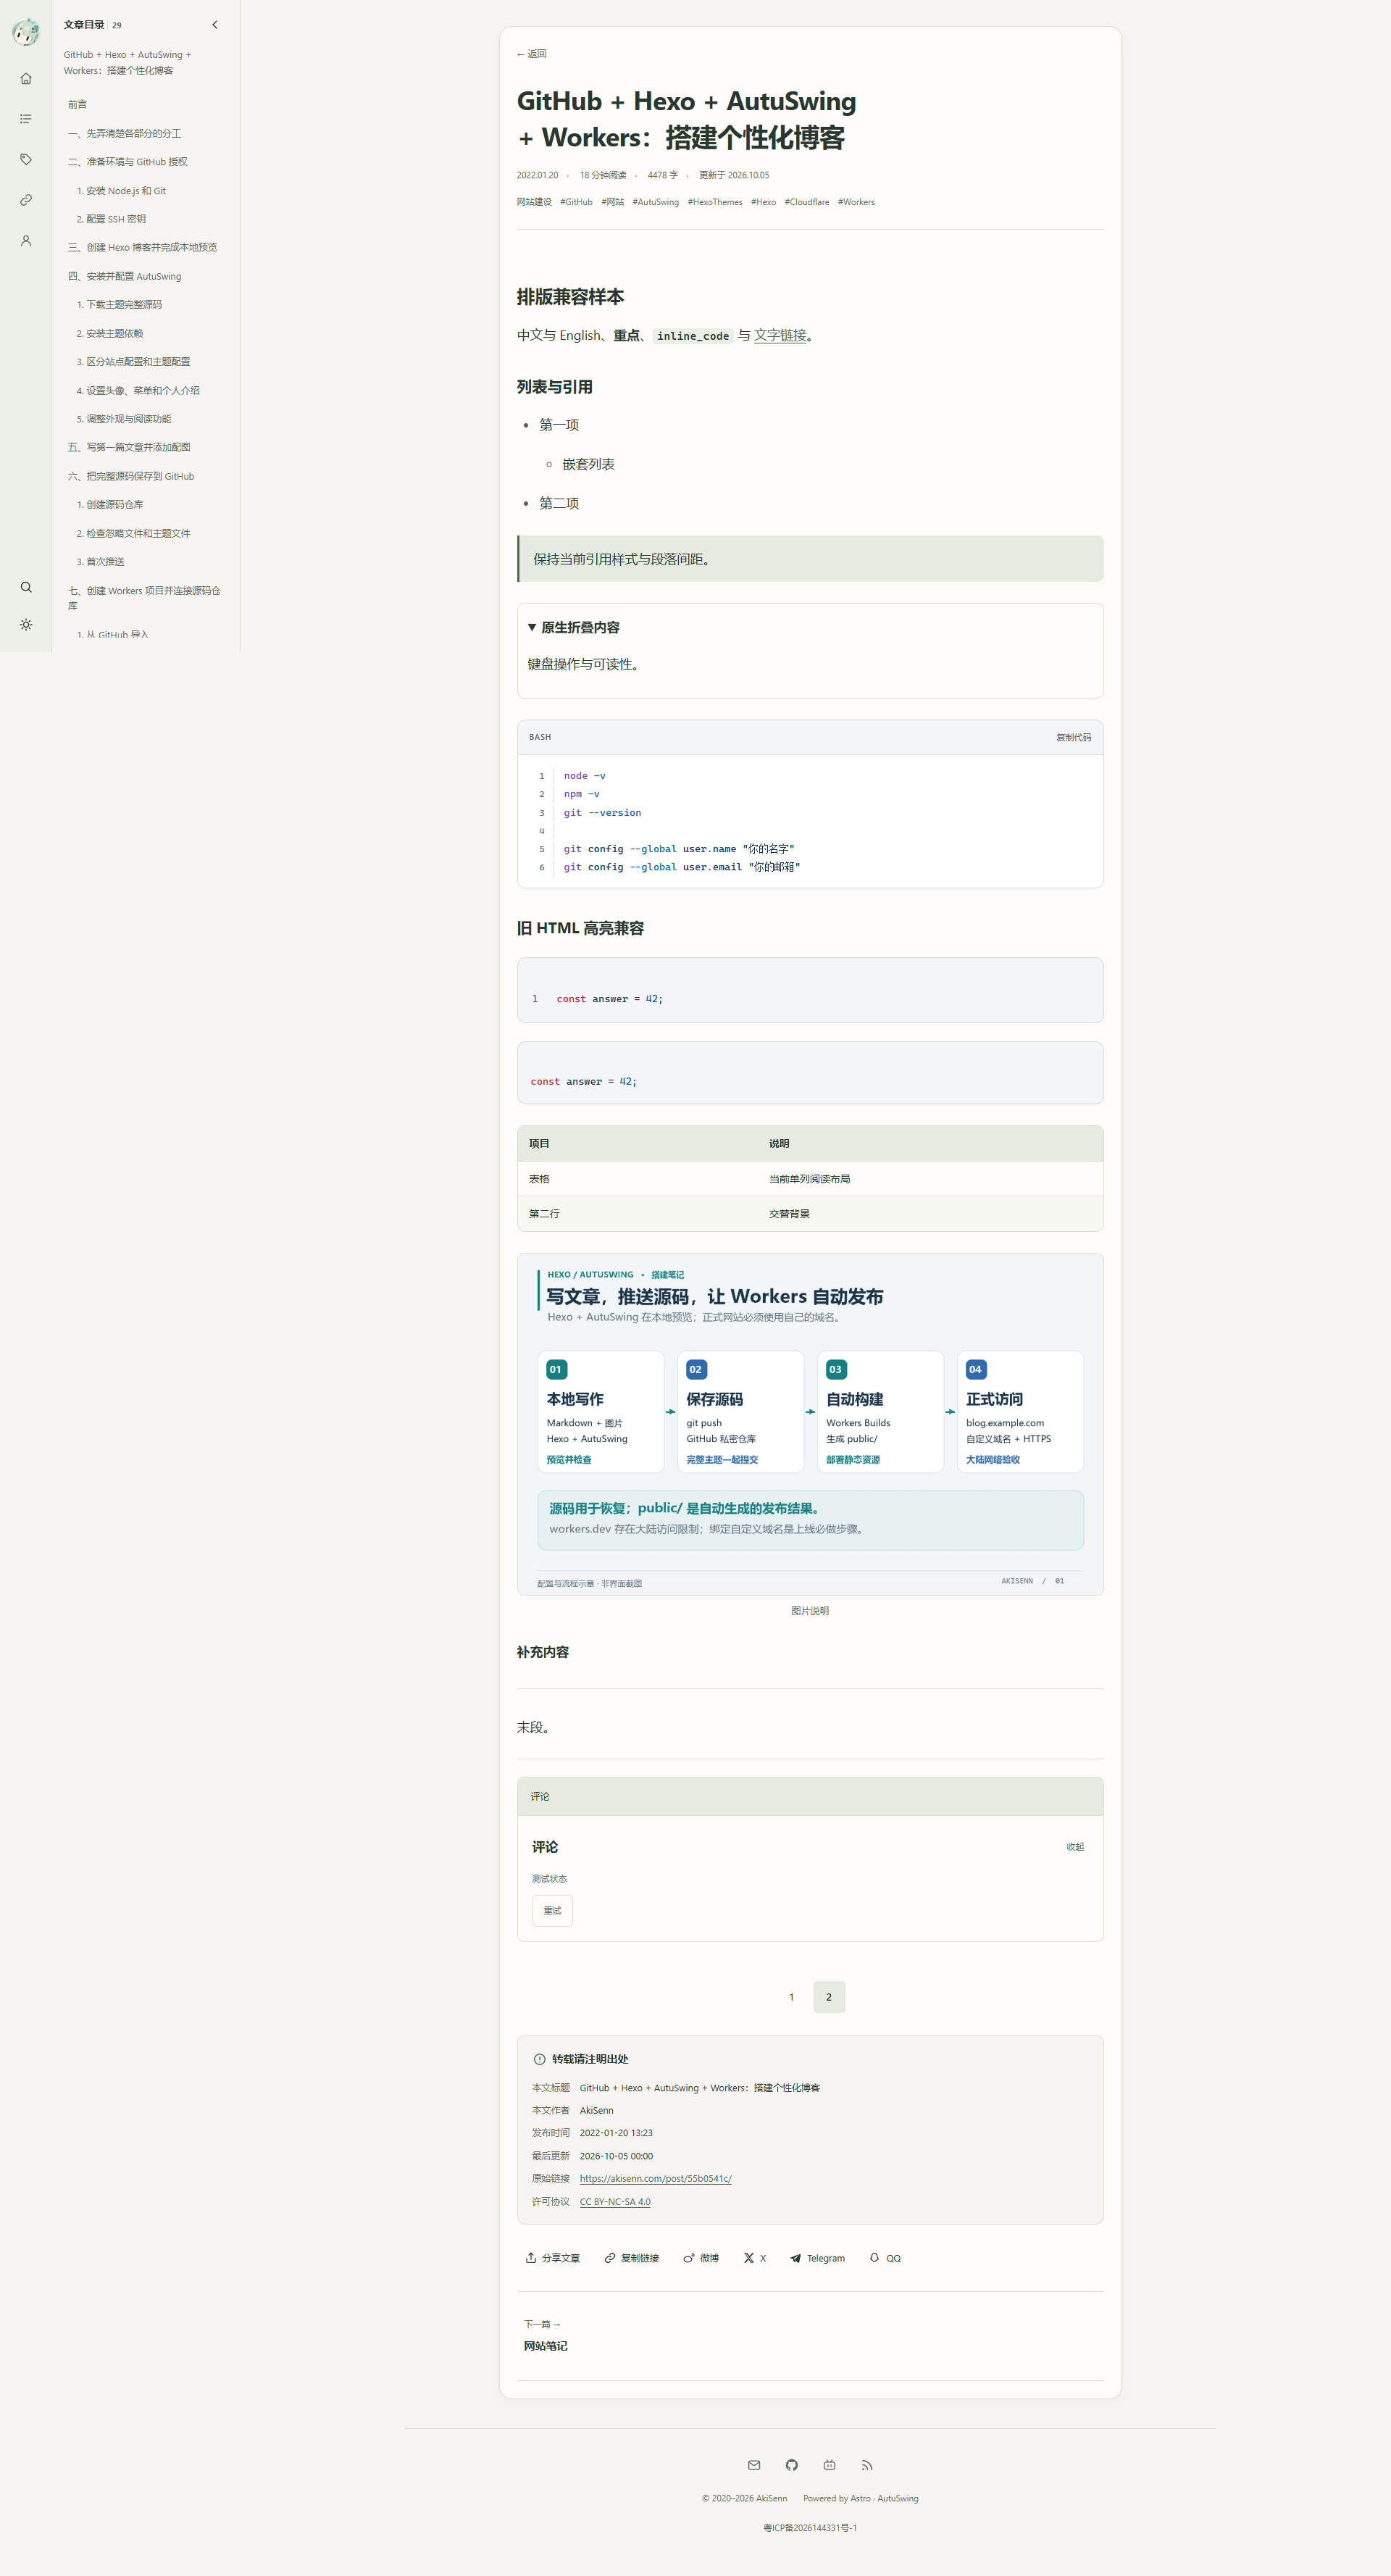 文章目录 29
GitHub + Hexo + AutuSwing +
Workers：搭建个性化博客
前言
一、先弄清楚各部分的分工
二、准备环境与 GitHub 授权
1. 安装 Node.js 和 Git
2. 配置 SSH 密钥
三、创建 Hexo 博客并完成本地预览
四、安装并配置 AutuSwing
1. 下载主题完整源码
2. 安装主题依赖
3. 区分站点配置和主题配置
4. 设置头像、菜单和个人介绍
5. 调整外观与阅读功能
五、写第一篇文章并添加配图
六、把完整源码保存到 GitHub
1. 创建源码仓库
2. 检查忽略文件和主题文件
3. 首次推送
七、创建 Workers 项目并连接源码仓
库
1. 从 GitHub 导入
← 返回
GitHub + Hexo + AutuSwing
+ Workers：搭建个性化博客
2022.01.20 · 18 分钟阅读 · 4478 字 · 更新于 2026.10.05
网站建设 #GitHub #网站 #AutuSwing #HexoThemes #Hexo #Cloudflare #Workers
排版兼容样本
中文与 English、重点、inline_code 与 文字链接。
列表与引用
• 第一项
◦ 嵌套列表
• 第二项
保持当前引用样式与段落间距。
▼ 原生折叠内容
键盘操作与可读性。
BASH 复制代码
1 node -v
2 npm -v
3 git --version
4
5 git config --global user.name "你的名字"
6 git config --global user.email "你的邮箱"
旧 HTML 高亮兼容
1 const answer = 42;
const answer = 42;
项目 说明
表格 当前单列阅读布局
第二行 交替背景
HEXO / AUTUSWING • 搭建笔记
写文章，推送源码，让 Workers 自动发布
Hexo + AutuSwing 在本地预览；正式网站必须使用自己的域名。
01 02 03 04
本地写作 保存源码 自动构建 正式访问
Markdown + 图片 git push Workers Builds blog.example.com
Hexo + AutuSwing GitHub 私密仓库 生成 public/ 自定义域名 + HTTPS
预览并检查 完整主题一起提交 部署静态资源 大陆网络验收
源码用于恢复；public/ 是自动生成的发布结果。
workers.dev 存在大陆访问限制；绑定自定义域名是上线必做步骤。
配置与流程示意 · 非界面截图 AKISENN / 01
图片说明
补充内容
末段。
评论
评论 收起
测试状态
重试
1 2
转载请注明出处
本文标题 GitHub + Hexo + AutuSwing + Workers：搭建个性化博客
本文作者 AkiSenn
发布时间 2022-01-20 13:23
最后更新 2026-10-05 00:00
原始链接 https://akisenn.com/post/55b0541c/
许可协议 CC BY-NC-SA 4.0
分享文章 复制链接 微博 X Telegram QQ
下一篇 →
网站笔记
© 2020–2026 AkiSenn Powered by Astro · AutuSwing
粤ICP备2026144331号-1